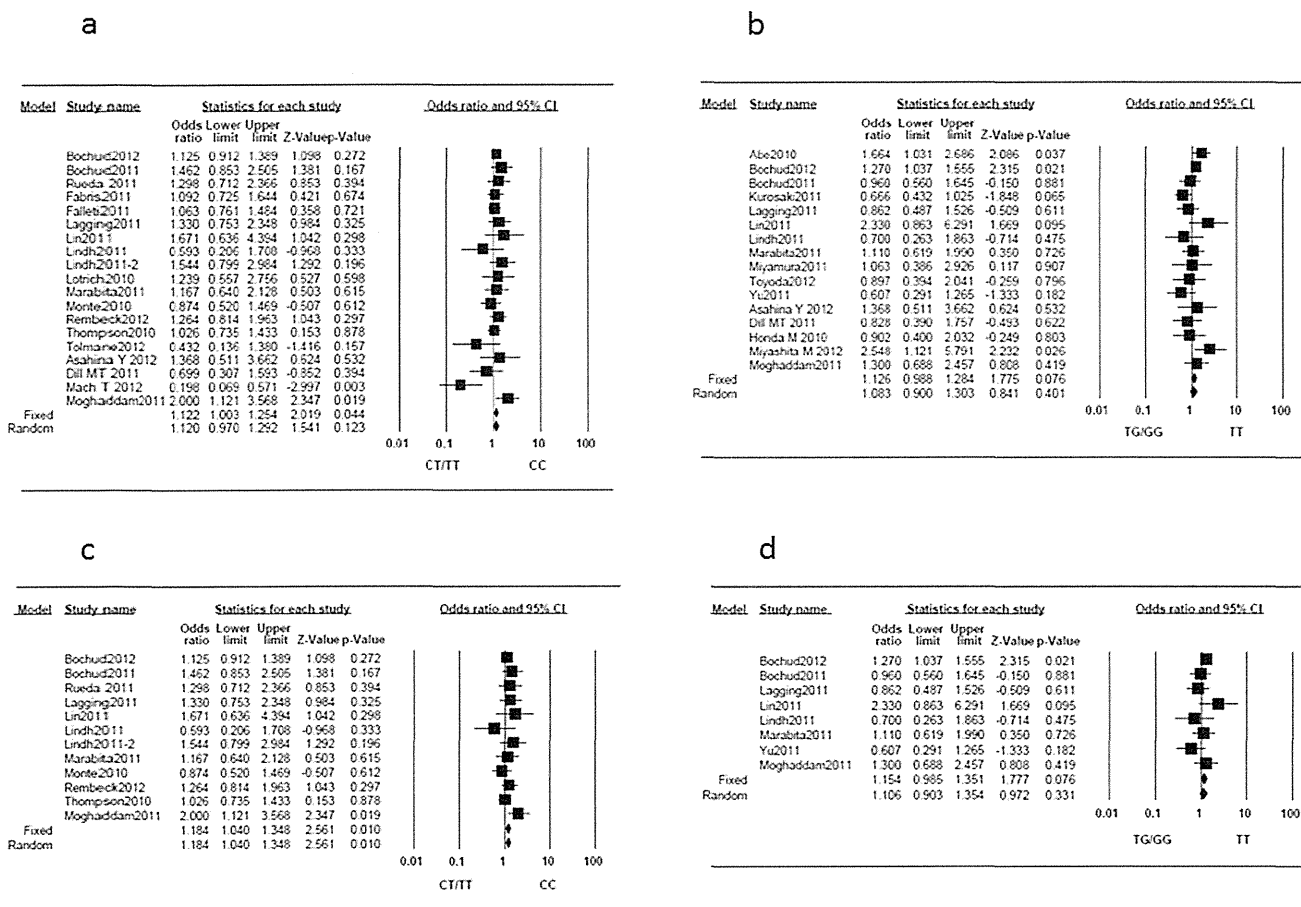 a
Model Study name Statistics for each study Odds ratio and 95% CI
Odds Lower Upper
ratio limit limit Z-Value p-Value
Bochud2012 1.125 0.912 1.389 1.098 0.272
Bochud2011 1.462 0.853 2.505 1.381 0.167
Rueda 2011 1.298 0.712 2.366 0.853 0.394
Fabris2011 1.092 0.725 1.644 0.421 0.674
Falleti2011 1.063 0.761 1.484 0.358 0.721
Lagging2011 1.330 0.753 2.348 0.984 0.325
Lin2011 1.671 0.636 4.394 1.042 0.298
Lindh2011 0.593 0.206 1.708 -0.968 0.333
Lindh2011-2 1.544 0.799 2.984 1.292 0.196
Lotrich2010 1.239 0.557 2.756 0.527 0.598
Marabita2011 1.167 0.640 2.128 0.503 0.615
Monte2010 0.874 0.520 1.469 -0.507 0.612
Rembeck2012 1.264 0.814 1.963 1.043 0.297
Thompson2010 1.026 0.735 1.433 0.153 0.878
Tolmaine2012 0.432 0.136 1.380 -1.416 0.157
Asahina Y 2012 1.368 0.511 3.662 0.624 0.532
Dill MT 2011 0.699 0.307 1.593 -0.852 0.394
Mach T 2012 0.198 0.069 0.571 -2.997 0.003
Moghaddam2011 2.000 1.121 3.568 2.347 0.019
Fixed 1.122 1.003 1.254 2.019 0.044
Random 1.120 0.970 1.292 1.541 0.123
0.01 0.1 1 10 100
CT/TT CC
b
Model Study name Statistics for each study Odds ratio and 95% CI
Odds Lower Upper
ratio limit limit Z-Value p-Value
Abe2010 1.664 1.031 2.686 2.086 0.037
Bochud2012 1.270 1.037 1.555 2.315 0.021
Bochud2011 0.960 0.560 1.645 -0.150 0.881
Kurosaki2011 0.666 0.432 1.025 -1.848 0.065
Lagging2011 0.862 0.487 1.526 -0.509 0.611
Lin2011 2.330 0.863 6.291 1.669 0.095
Lindh2011 0.700 0.263 1.863 -0.714 0.475
Marabita2011 1.110 0.619 1.990 0.350 0.726
Miyamura2011 1.063 0.386 2.926 0.117 0.907
Toyoda2012 0.897 0.394 2.041 -0.259 0.796
Yu2011 0.607 0.291 1.265 -1.333 0.182
Asahina Y 2012 1.368 0.511 3.662 0.624 0.532
Dill MT 2011 0.828 0.390 1.757 -0.493 0.622
Honda M 2010 0.902 0.400 2.032 -0.249 0.803
Miyashita M 2012 2.548 1.121 5.791 2.232 0.026
Moghaddam2011 1.300 0.688 2.457 0.808 0.419
Fixed 1.126 0.988 1.284 1.775 0.076
Random 1.083 0.900 1.303 0.841 0.401
0.01 0.1 1 10 100
TG/GG TT
c
Model Study name Statistics for each study Odds ratio and 95% CI
Odds Lower Upper
ratio limit limit Z-Value p-Value
Bochud2012 1.125 0.912 1.389 1.098 0.272
Bochud2011 1.462 0.853 2.505 1.381 0.167
Rueda 2011 1.298 0.712 2.366 0.853 0.394
Lagging2011 1.330 0.753 2.348 0.984 0.325
Lin2011 1.671 0.636 4.394 1.042 0.298
Lindh2011 0.593 0.206 1.708 -0.968 0.333
Lindh2011-2 1.544 0.799 2.984 1.292 0.196
Marabita2011 1.167 0.640 2.128 0.503 0.615
Monte2010 0.874 0.520 1.469 -0.507 0.612
Rembeck2012 1.264 0.814 1.963 1.043 0.297
Thompson2010 1.026 0.735 1.433 0.153 0.878
Moghaddam2011 2.000 1.121 3.568 2.347 0.019
Fixed 1.184 1.040 1.348 2.561 0.010
Random 1.184 1.040 1.348 2.561 0.010
0.01 0.1 1 10 100
CT/TT CC
d
Model Study name Statistics for each study Odds ratio and 95% CI
Odds Lower Upper
ratio limit limit Z-Value p-Value
Bochud2012 1.270 1.037 1.555 2.315 0.021
Bochud2011 0.960 0.560 1.645 -0.150 0.881
Lagging2011 0.862 0.487 1.526 -0.509 0.611
Lin2011 2.330 0.863 6.291 1.669 0.095
Lindh2011 0.700 0.263 1.863 -0.714 0.475
Marabita2011 1.110 0.619 1.990 0.350 0.726
Yu2011 0.607 0.291 1.265 -1.333 0.182
Moghaddam2011 1.300 0.688 2.457 0.808 0.419
Fixed 1.154 0.985 1.351 1.777 0.076
Random 1.106 0.903 1.354 0.972 0.331
0.01 0.1 1 10 100
TG/GG TT